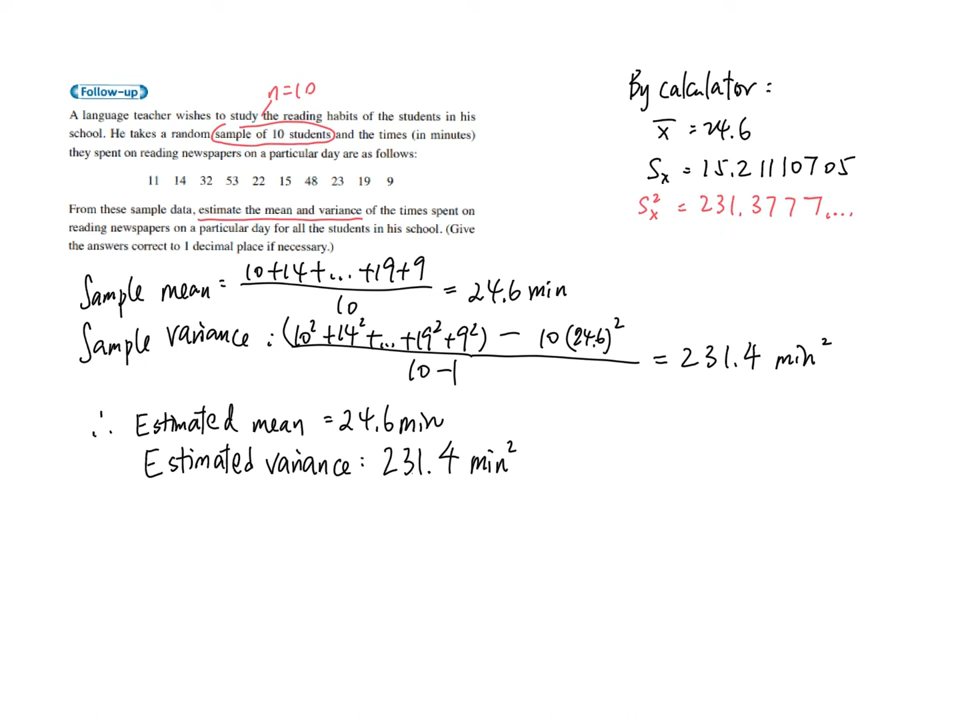 Follow-up
n=10
A language teacher wishes to study the reading habits of the students in his
school. He takes a random sample of 10 students and the times (in minutes)
they spent on reading newspapers on a particular day are as follows:
11 14 32 53 22 15 48 23 19 9
From these sample data, estimate the mean and variance of the times spent on
reading newspapers on a particular day for all the students in his school. (Give
the answers correct to 1 decimal place if necessary.)
By calculator:
x̄ = 24.6
Sx = 15.21110705
Sx² = 231.3777....
Sample mean = (10+14+...+19+9)/10 = 24.6 min
Sample variance : ((10²+14²+...+19²+9²) - 10(24.6)²)/(10-1) = 231.4 min²
∴ Estimated mean = 24.6 min
Estimated variance: 231.4 min²